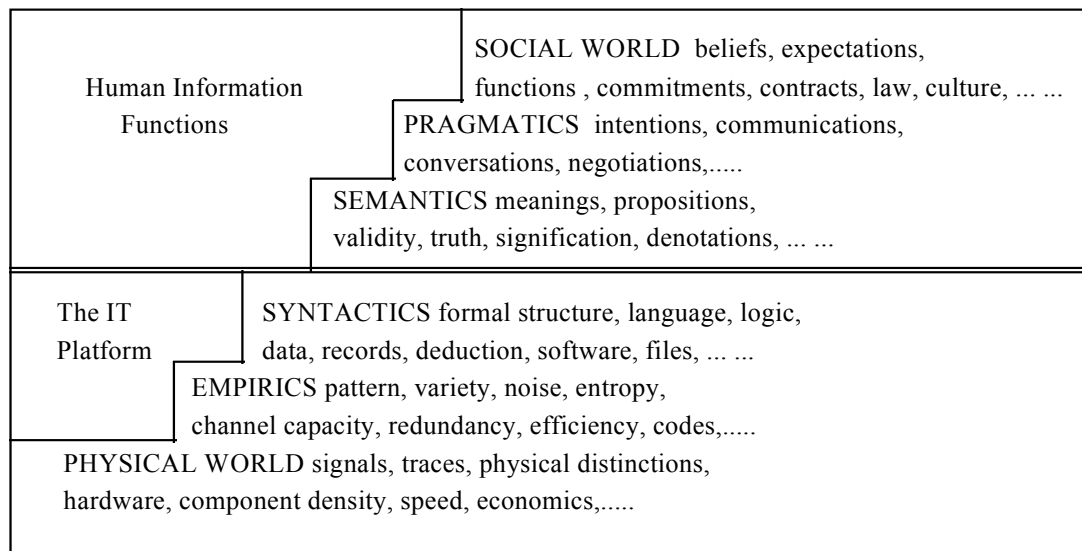 SOCIAL WORLD beliefs, expectations,
Human Information
Functions
functions , commitments, contracts, law, culture, ... ...
PRAGMATICS intentions, communications,
conversations, negotiations,.....
SEMANTICS meanings, propositions,
validity, truth, signification, denotations, ... ...
The IT
Platform
SYNTACTICS formal structure, language, logic,
data, records, deduction, software, files, ... ...
EMPIRICS pattern, variety, noise, entropy,
channel capacity, redundancy, efficiency, codes,.....
PHYSICAL WORLD signals, traces, physical distinctions,
hardware, component density, speed, economics,.....